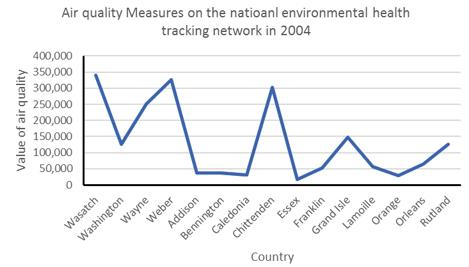 Air quality Measures on the natioanl environmental health
tracking network in 2004
Value of air quality
400,000
350,000
300,000
250,000
200,000
150,000
100,000
50,000
0
Wasatch
Washington
Wayne
Weber
Addison
Bennington
Caledonia
Chittenden
Essex
Franklin
Grand Isle
Lamoille
Orange
Orleans
Rutland
Country